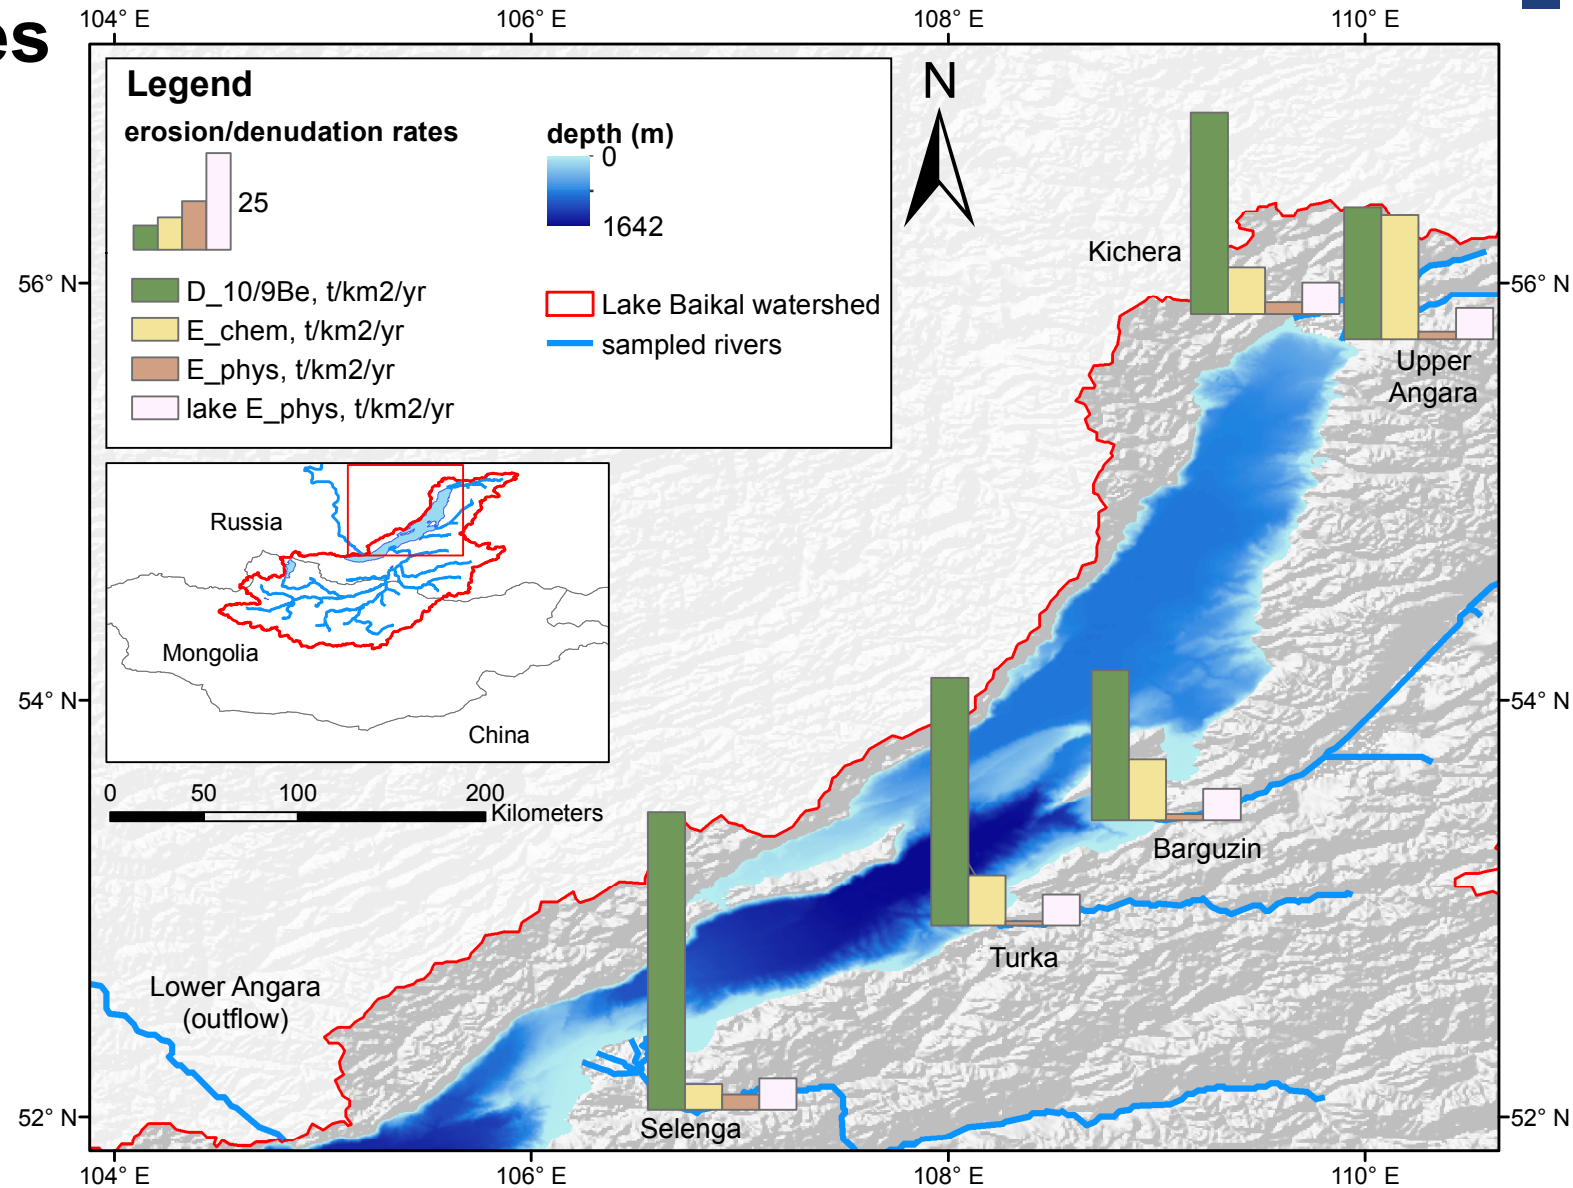 es
104° E
106° E
108° E
110° E
Legend
erosion/denudation rates
25
D_10/9Be, t/km2/yr
E_chem, t/km2/yr
E_phys, t/km2/yr
lake E_phys, t/km2/yr
depth (m)
0
1642
Lake Baikal watershed
sampled rivers
N
Kichera
56° N
56° N
Upper
Angara
Russia
Mongolia
China
54° N
54° N
0 50 100 200
Kilometers
Barguzin
Turka
Lower Angara
(outflow)
Selenga
52° N
52° N
104° E
106° E
108° E
110° E